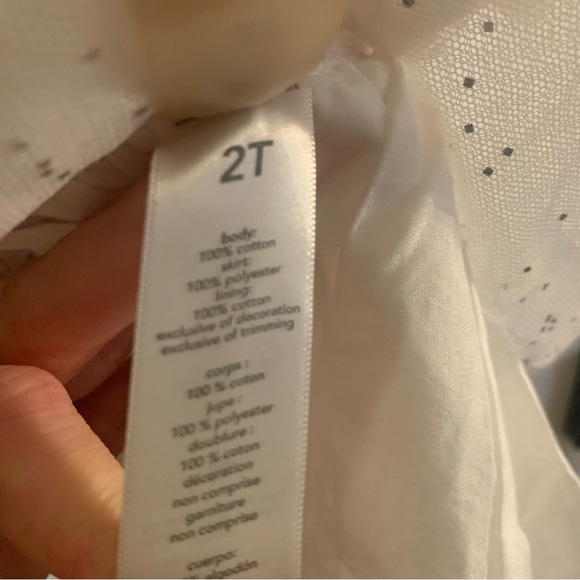 2T
body:
100% cotton
skirt:
100% polyester
lining:
100% cotton
exclusive of decoration
exclusive of trimming
corps :
100 % coton
jupe :
100 % polyester
doublure :
100 % coton
décoration
non comprise
garniture
non comprise
cuerpo:
algodón